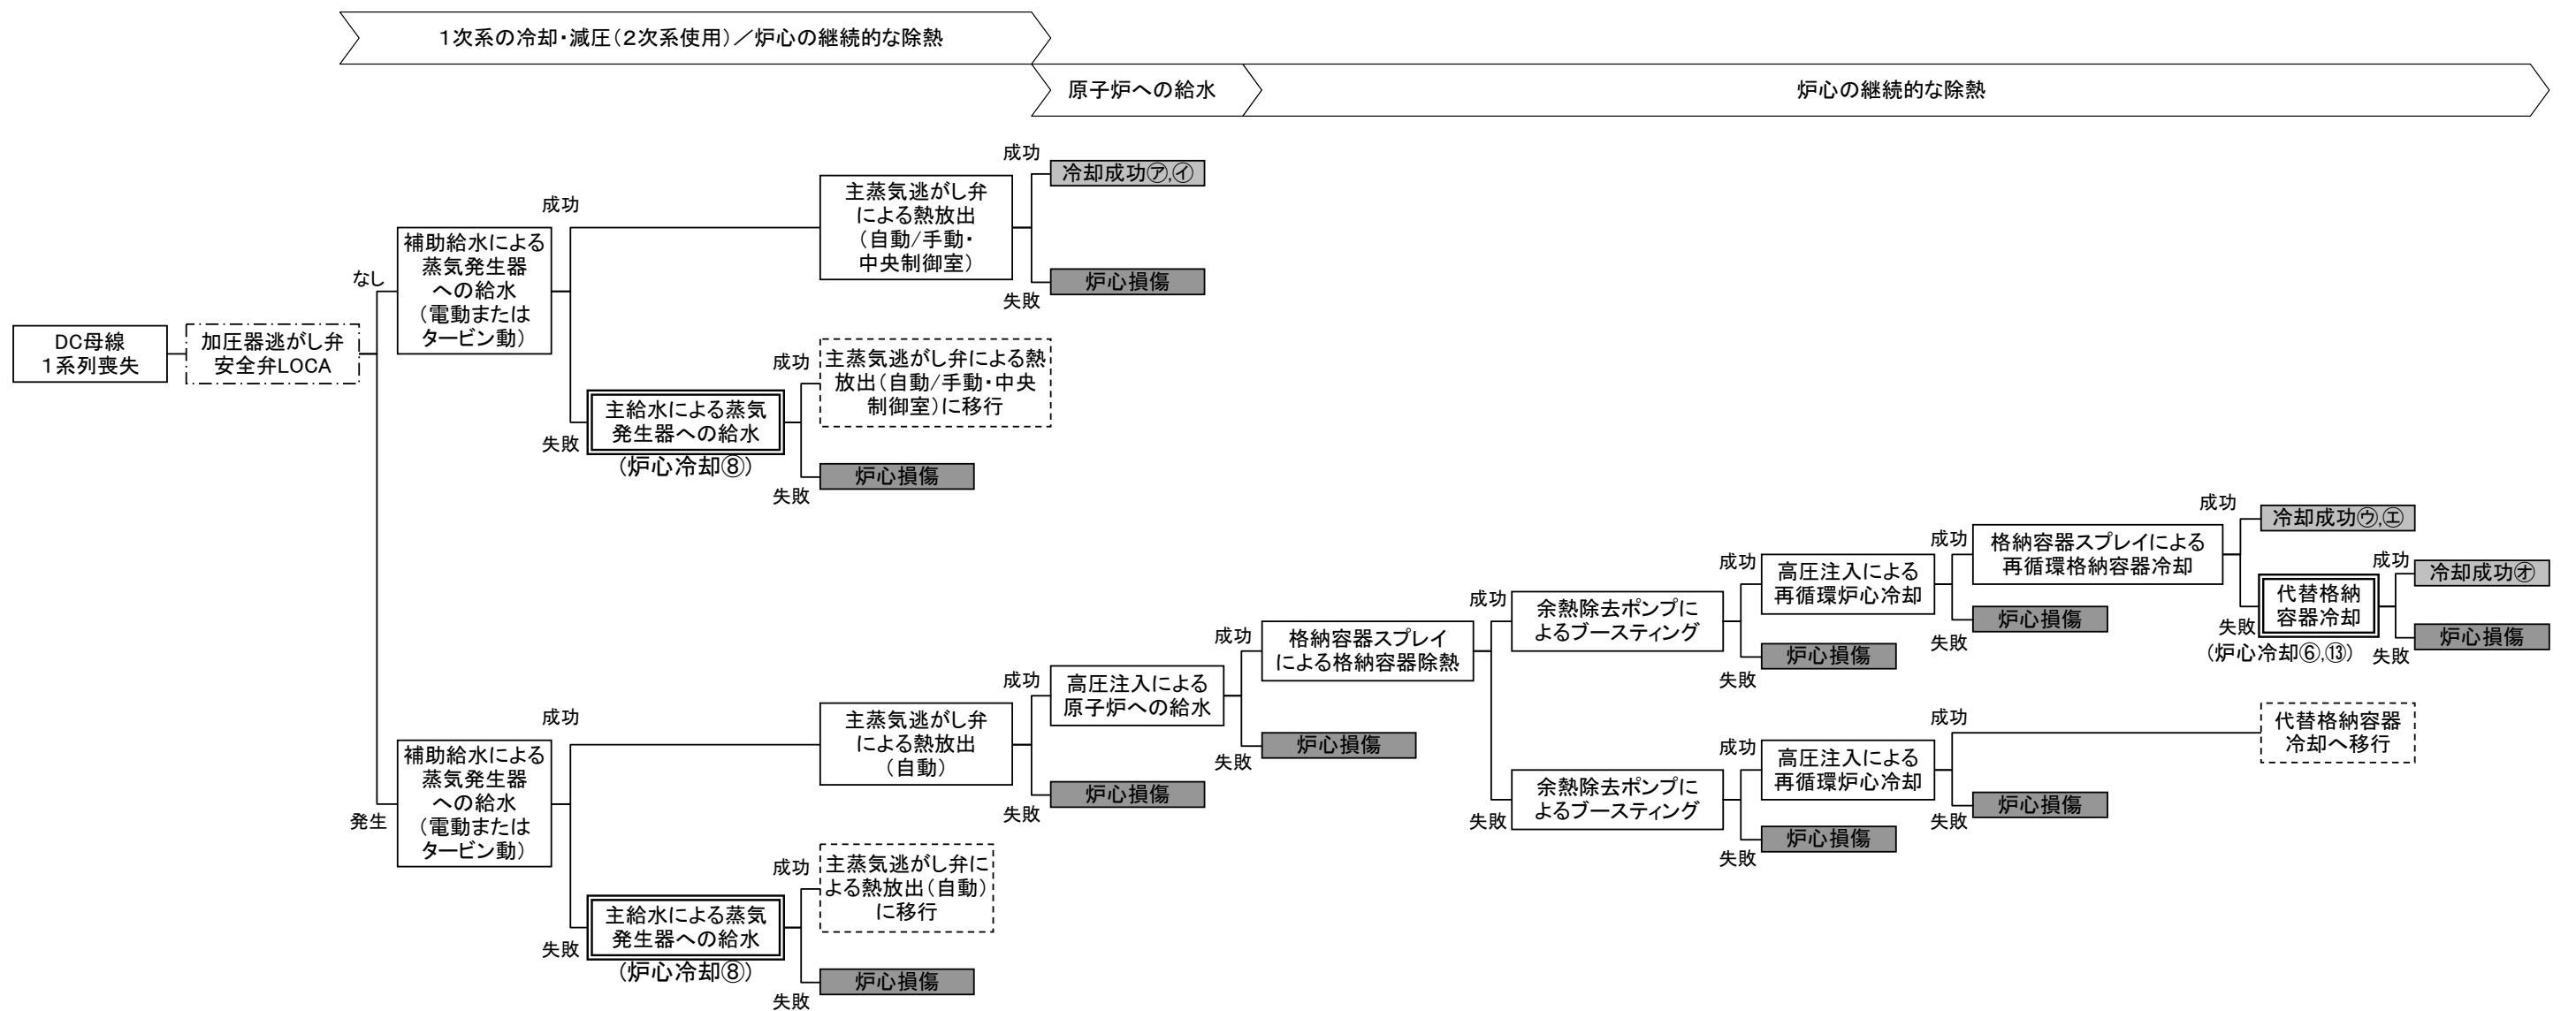 1次系の冷却・減圧（2次系使用）／炉心の継続的な除熱
原子炉への給水
炉心の継続的な除熱
DC母線
1系列喪失
加圧器逃がし弁
安全弁LOCA
なし
補助給水による
蒸気発生器
への給水
（電動または
タービン動）
成功
主蒸気逃がし弁
による熱放出
（自動/手動・
中央制御室）
成功
冷却成功㋐,㋑
失敗
炉心損傷
失敗
主給水による蒸気
発生器への給水
（炉心冷却⑧）
成功
主蒸気逃がし弁による熱
放出（自動/手動・中央
制御室）に移行
失敗
炉心損傷
発生
補助給水による
蒸気発生器
への給水
（電動または
タービン動）
成功
主蒸気逃がし弁
による熱放出
（自動）
成功
高圧注入による
原子炉への給水
失敗
炉心損傷
成功
格納容器スプレイ
による格納容器除熱
失敗
炉心損傷
成功
余熱除去ポンプに
よるブースティング
成功
高圧注入による
再循環炉心冷却
失敗
炉心損傷
成功
格納容器スプレイによる
再循環格納容器冷却
失敗
炉心損傷
成功
冷却成功㋒,㋓
失敗
代替格納
容器冷却
（炉心冷却⑥,⑬）
成功
冷却成功㋔
失敗
炉心損傷
失敗
余熱除去ポンプに
よるブースティング
成功
高圧注入による
再循環炉心冷却
失敗
炉心損傷
成功
代替格納容器
冷却へ移行
失敗
炉心損傷
失敗
主給水による蒸気
発生器への給水
（炉心冷却⑧）
成功
主蒸気逃がし弁に
よる熱放出（自動）
に移行
失敗
炉心損傷